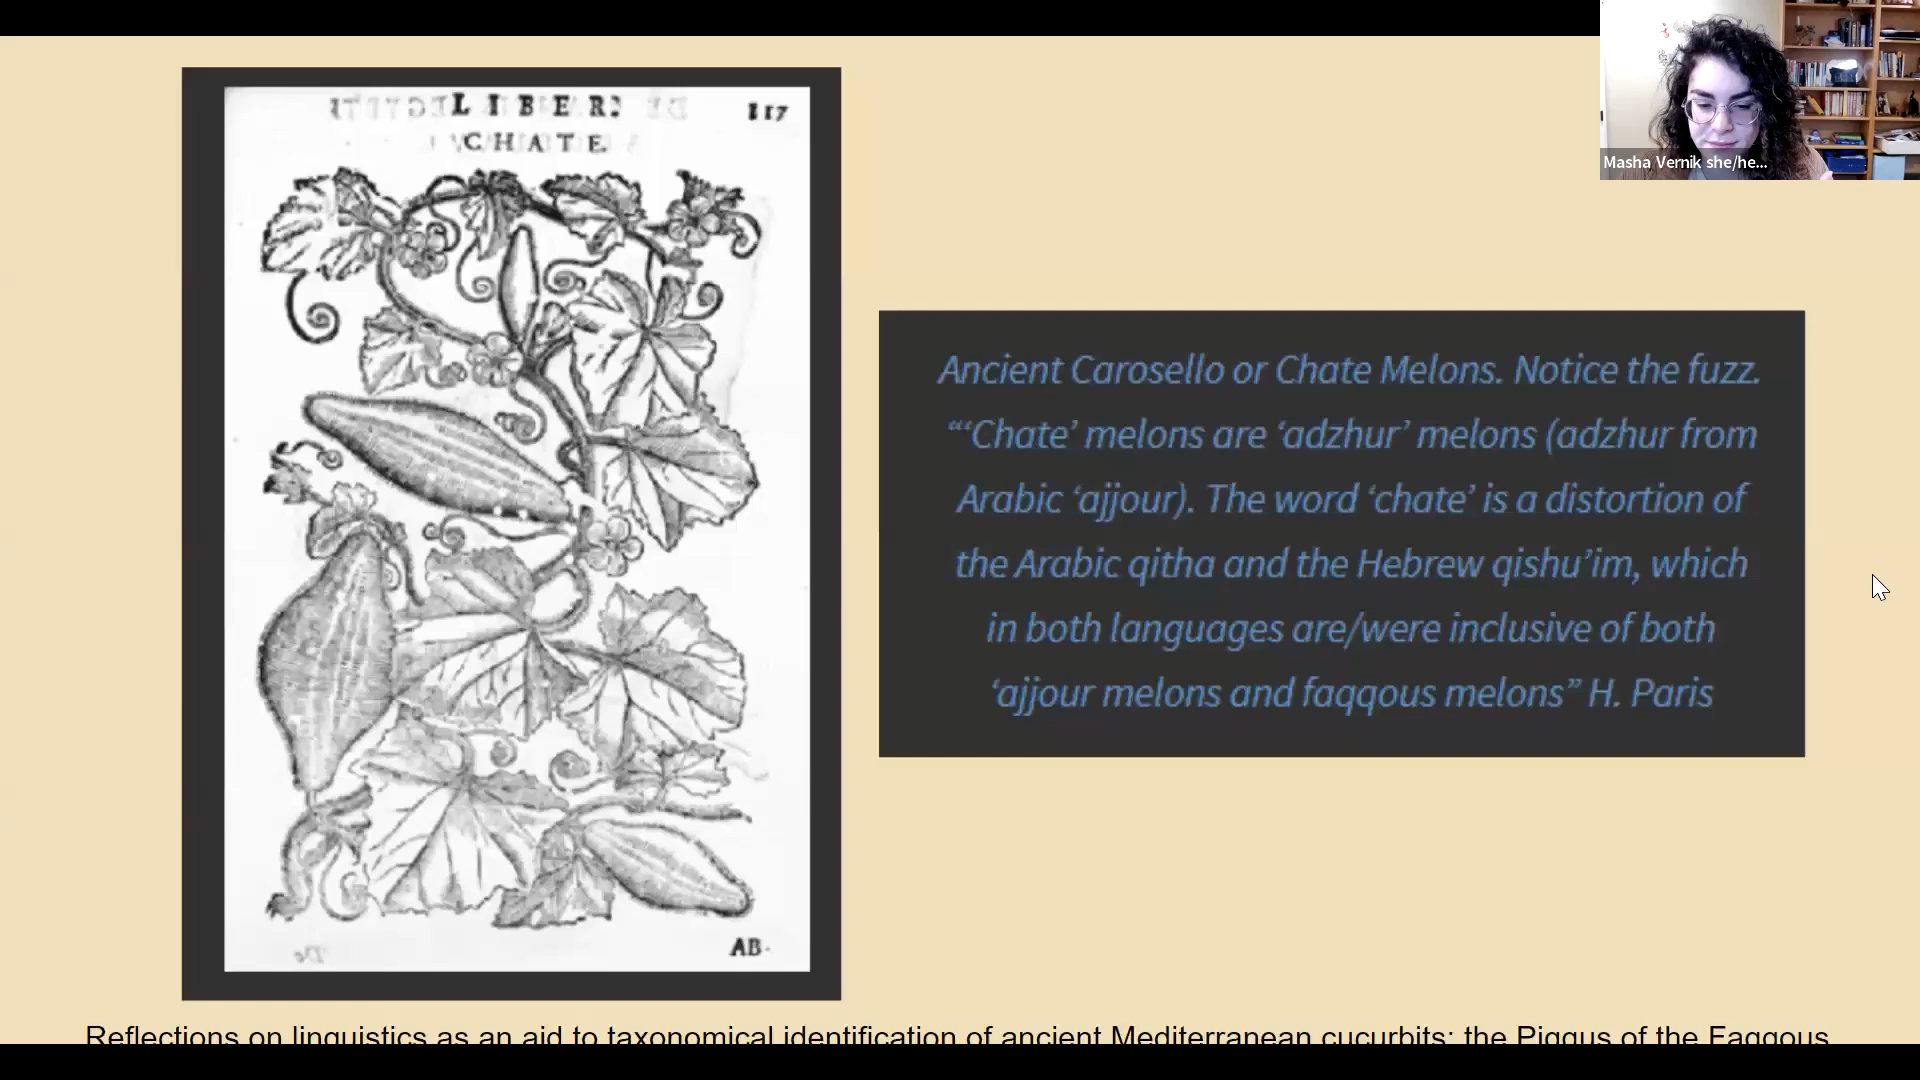 LIBER.
117
CHATE.
AB.
Ancient Carosello or Chate Melons. Notice the fuzz.
“‘Chate’ melons are ‘adzhur’ melons (adzhur from
Arabic ‘ajjour). The word ‘chate’ is a distortion of
the Arabic qitha and the Hebrew qishu’im, which
in both languages are/were inclusive of both
‘ajjour melons and faqqous melons” H. Paris
Masha Vernik she/he...
Reflections on linguistics as an aid to taxonomical identification of ancient Mediterranean cucurbits: the Piqqus of the Faqqous